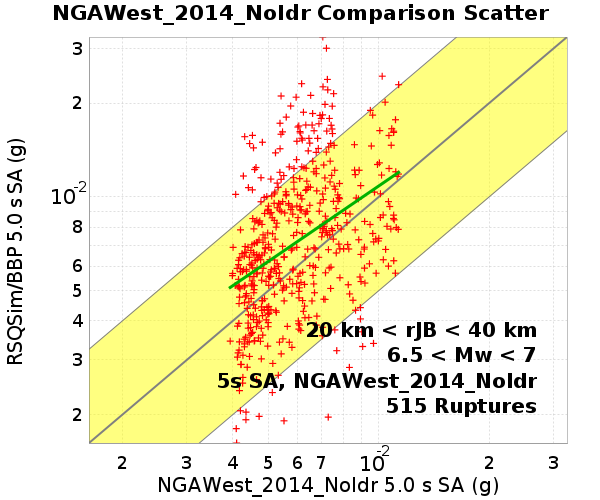 NGAWest_2014_NoIdr Comparison Scatter
RSQSim/BBP 5.0 s SA (g)
3
2
10-2
8
6
5
4
3
2
20 km < rJB < 40 km
6.5 < Mw < 7
5s SA, NGAWest_2014_NoIdr
515 Ruptures
2 3 4 5 6 7 10-2 2 3
NGAWest_2014_NoIdr 5.0 s SA (g)